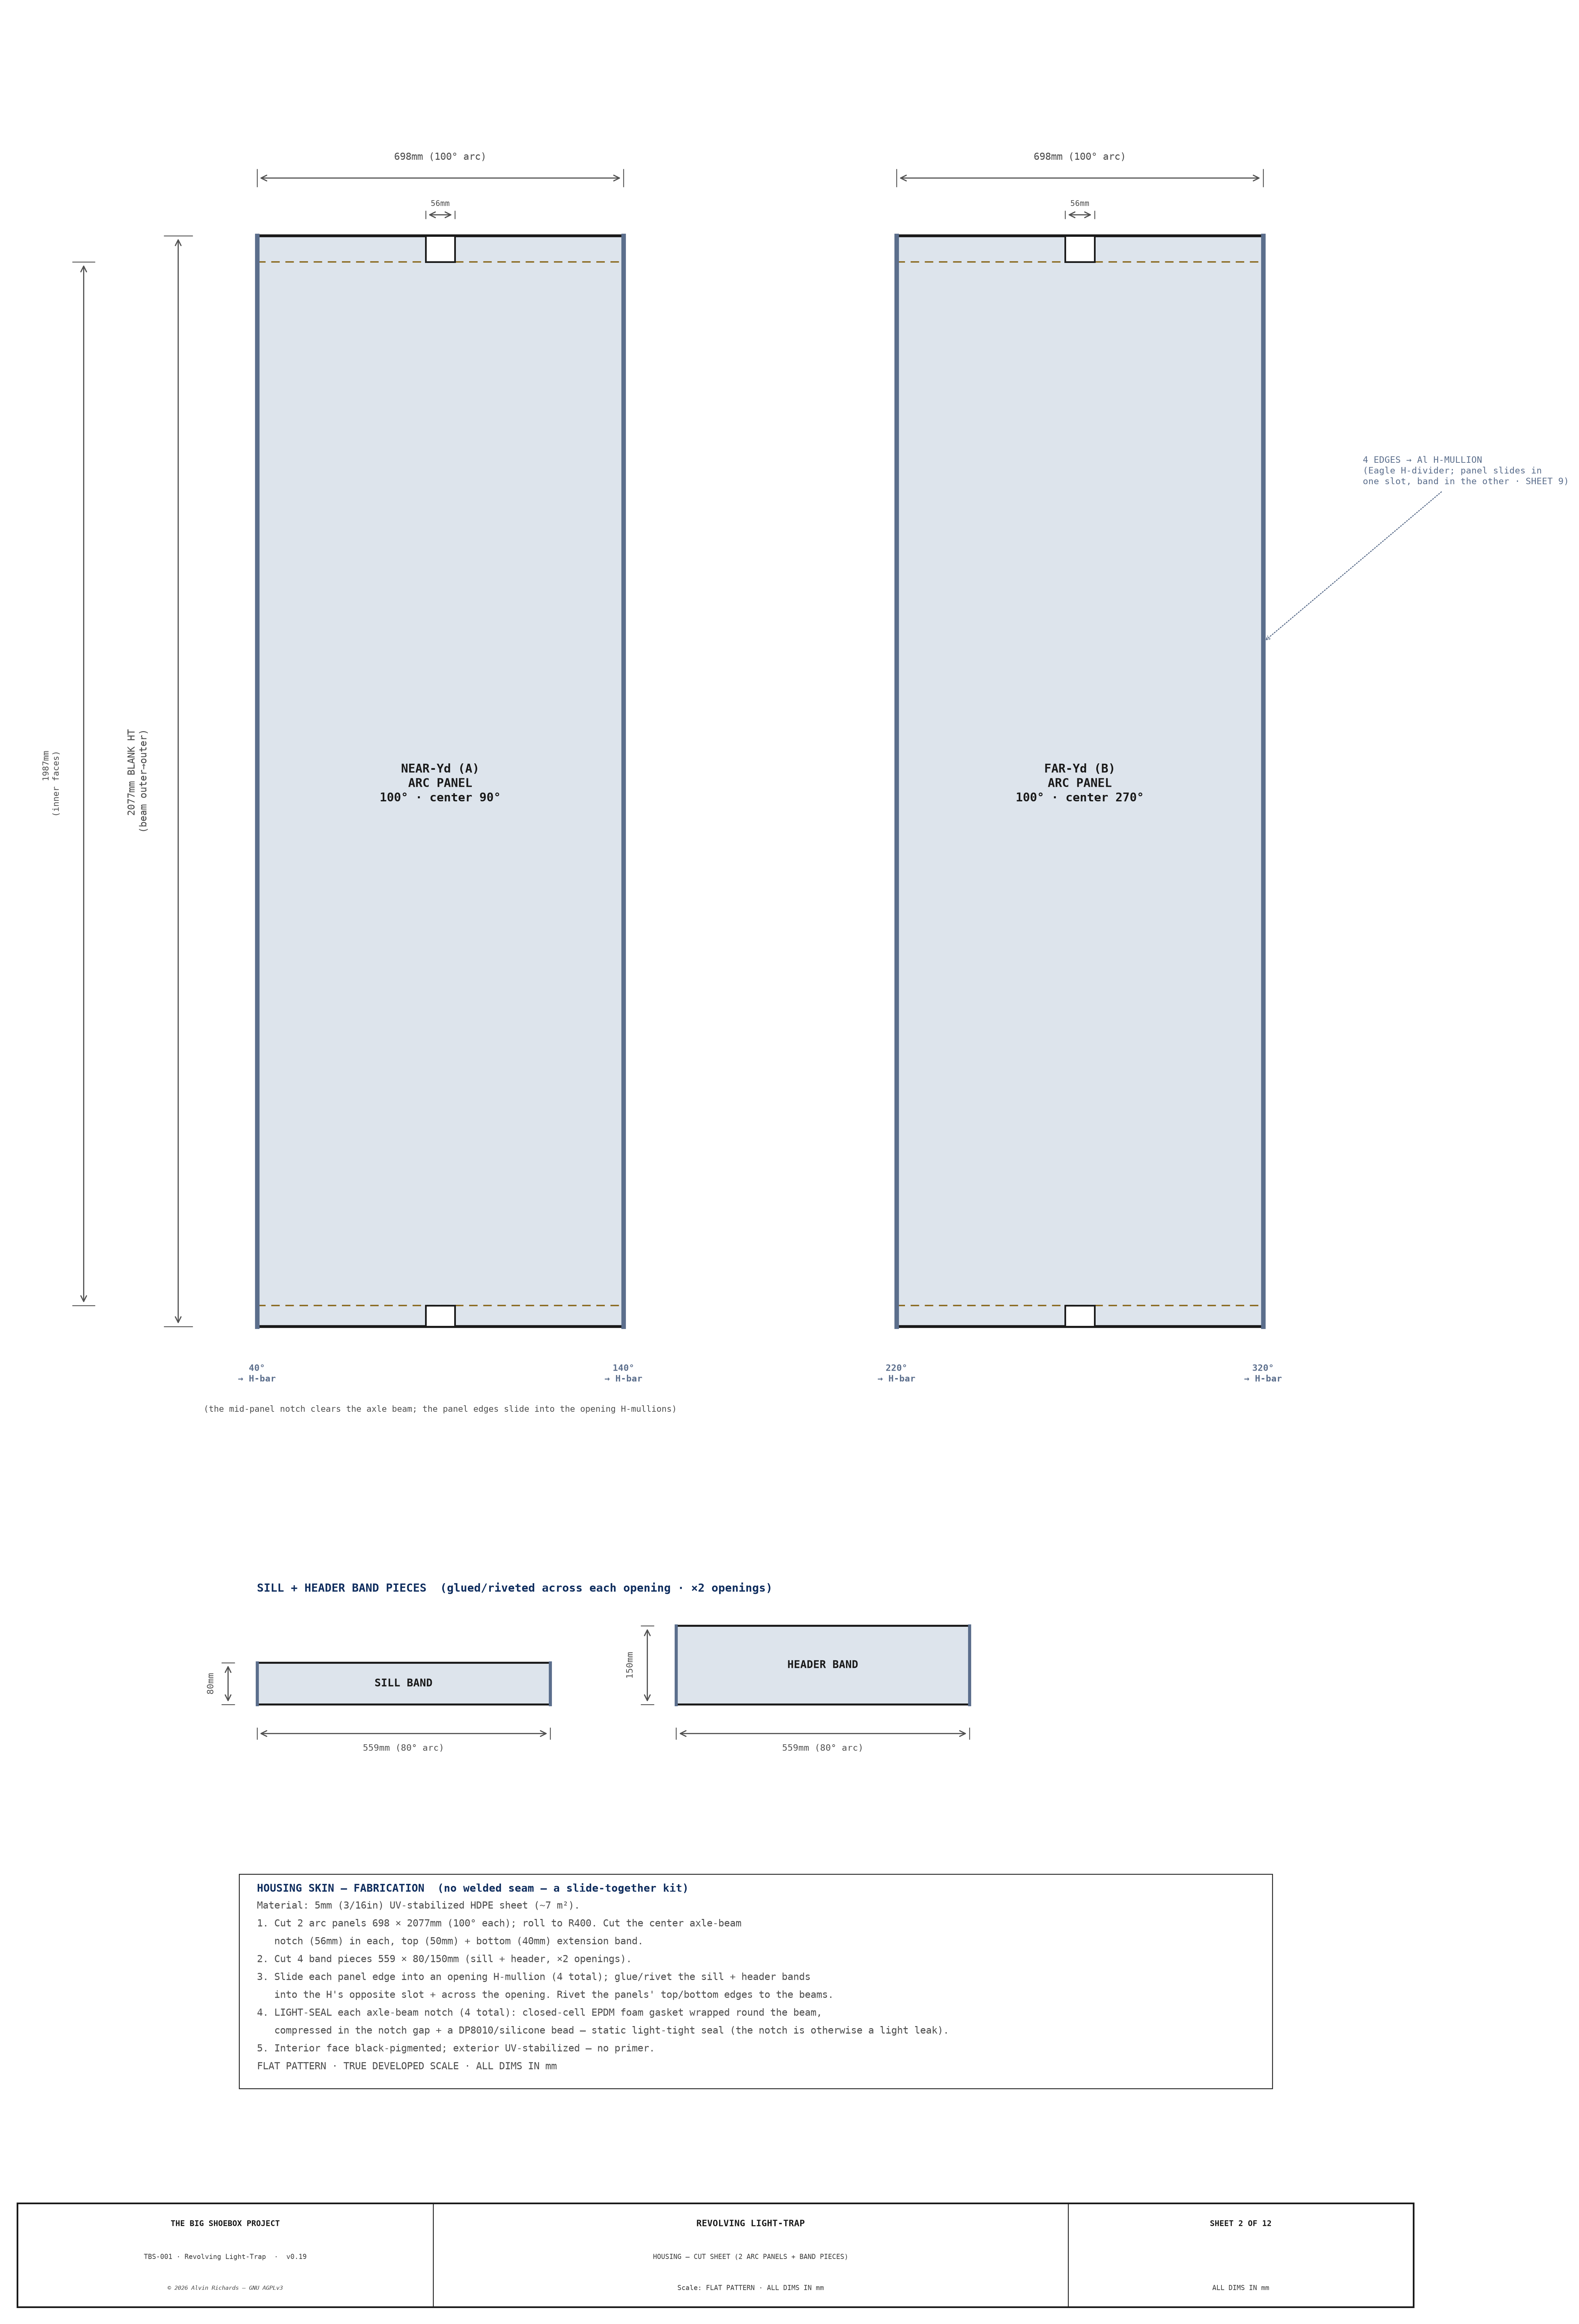 698mm (100° arc)
698mm (100° arc)
56mm
56mm
4 EDGES → Al H-MULLION
(Eagle H-divider; panel slides in
one slot, band in the other · SHEET 9)
1987mm
(inner faces)
2077mm BLANK HT
(beam outer→outer)
NEAR-Yd (A)
ARC PANEL
100° · center 90°
FAR-Yd (B)
ARC PANEL
100° · center 270°
40°
→ H-bar
140°
→ H-bar
220°
→ H-bar
320°
→ H-bar
(the mid-panel notch clears the axle beam; the panel edges slide into the opening H-mullions)
SILL + HEADER BAND PIECES (glued/riveted across each opening · ×2 openings)
80mm
SILL BAND
559mm (80° arc)
150mm
HEADER BAND
559mm (80° arc)
HOUSING SKIN — FABRICATION (no welded seam — a slide-together kit)
Material: 5mm (3/16in) UV-stabilized HDPE sheet (~7 m²).
1. Cut 2 arc panels 698 × 2077mm (100° each); roll to R400. Cut the center axle-beam
notch (56mm) in each, top (50mm) + bottom (40mm) extension band.
2. Cut 4 band pieces 559 × 80/150mm (sill + header, ×2 openings).
3. Slide each panel edge into an opening H-mullion (4 total); glue/rivet the sill + header bands
into the H's opposite slot + across the opening. Rivet the panels' top/bottom edges to the beams.
4. LIGHT-SEAL each axle-beam notch (4 total): closed-cell EPDM foam gasket wrapped round the beam,
compressed in the notch gap + a DP8010/silicone bead — static light-tight seal (the notch is otherwise a light leak).
5. Interior face black-pigmented; exterior UV-stabilized — no primer.
FLAT PATTERN · TRUE DEVELOPED SCALE · ALL DIMS IN mm
THE BIG SHOEBOX PROJECT
TBS-001 · Revolving Light-Trap · v0.19
© 2026 Alvin Richards — GNU AGPLv3
REVOLVING LIGHT-TRAP
HOUSING — CUT SHEET (2 ARC PANELS + BAND PIECES)
Scale: FLAT PATTERN · ALL DIMS IN mm
SHEET 2 OF 12
ALL DIMS IN mm